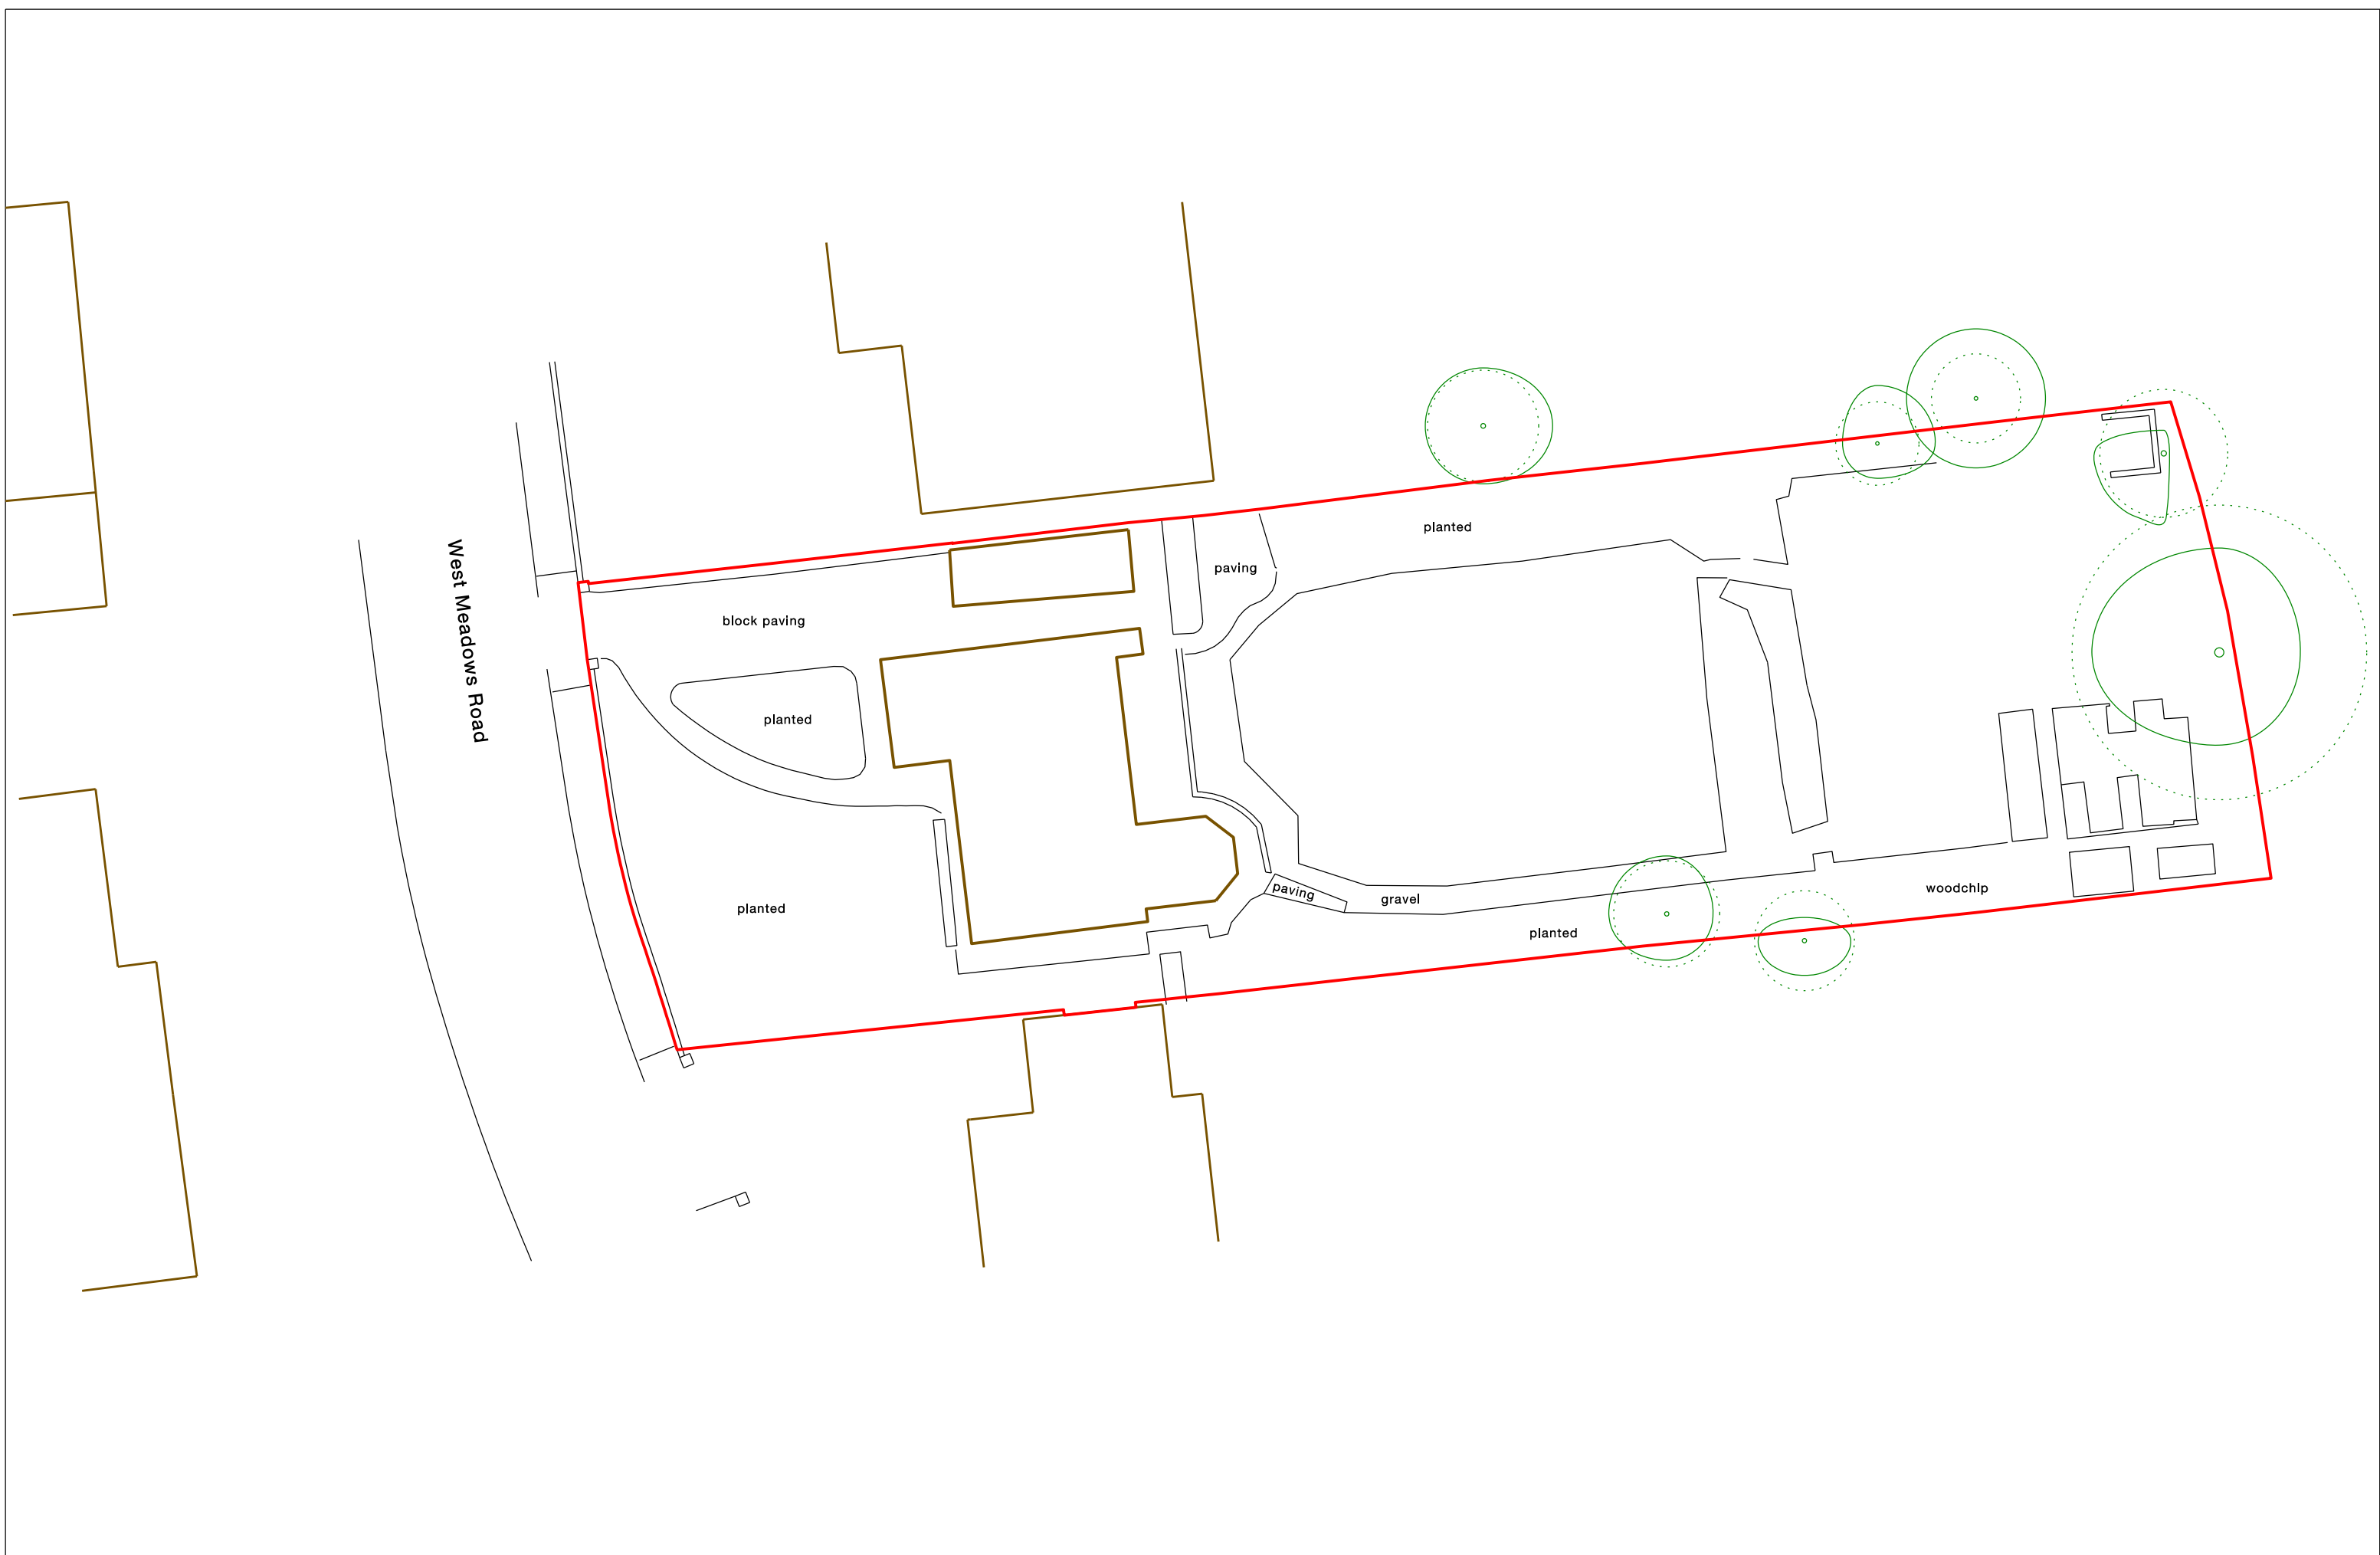 West Meadows Road
planted
paving
block paving
planted
planted
paving
gravel
planted
woodchip